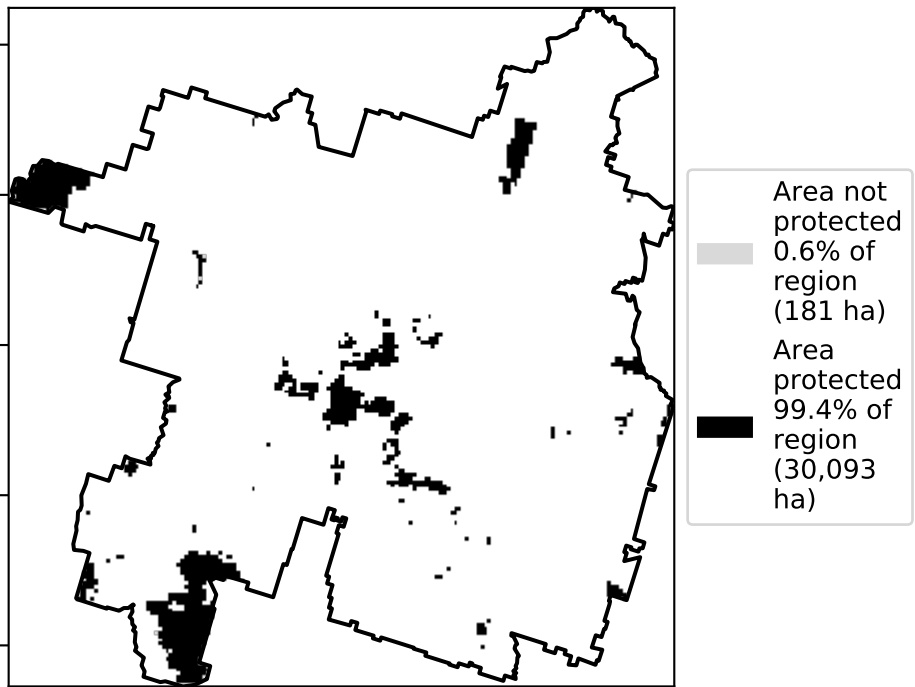 Area not
protected
0.6% of
region
(181 ha)
Area
protected
99.4% of
region
(30,093
ha)